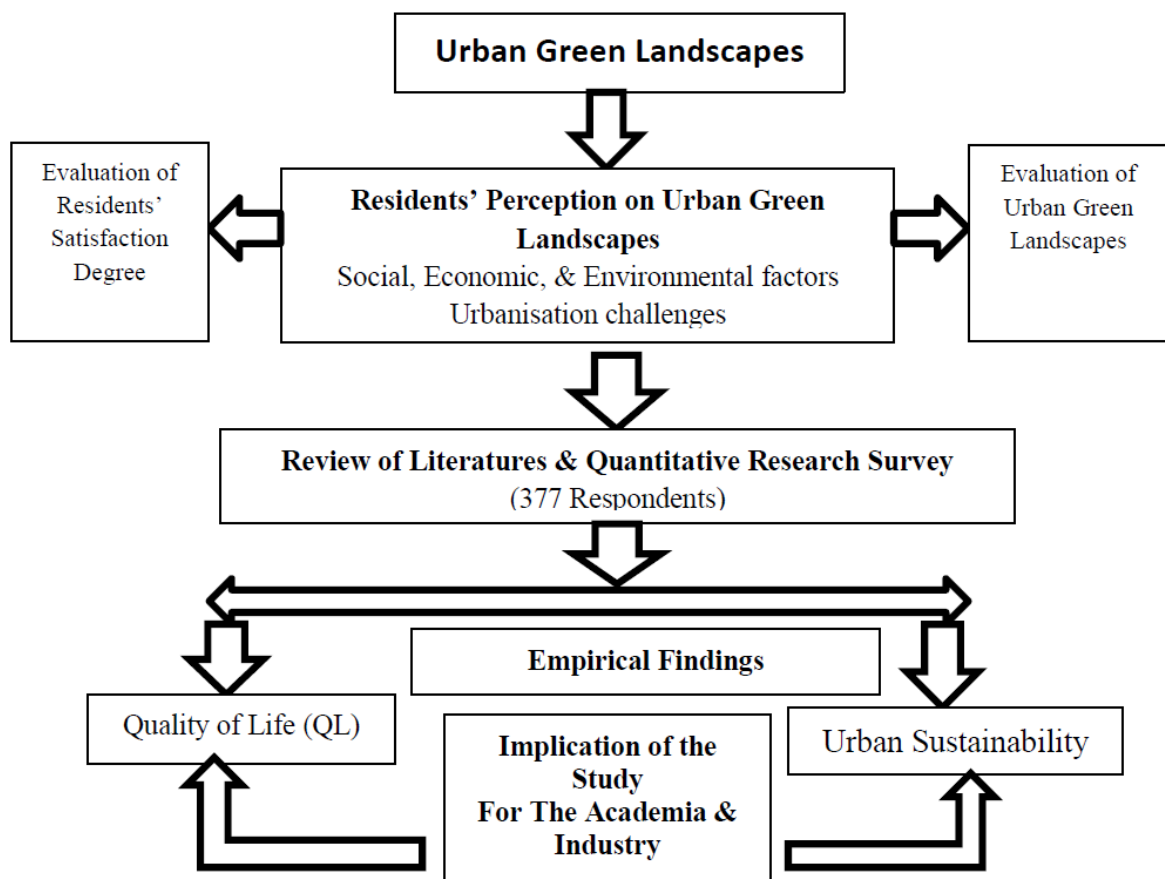 Urban Green Landscapes
Evaluation of
Residents’
Satisfaction
Degree
Residents’ Perception on Urban Green
Landscapes
Social, Economic, & Environmental factors
Urbanisation challenges
Evaluation of
Urban Green
Landscapes
Review of Literatures & Quantitative Research Survey
(377 Respondents)
Empirical Findings
Quality of Life (QL)
Urban Sustainability
Implication of the
Study
For The Academia &
Industry